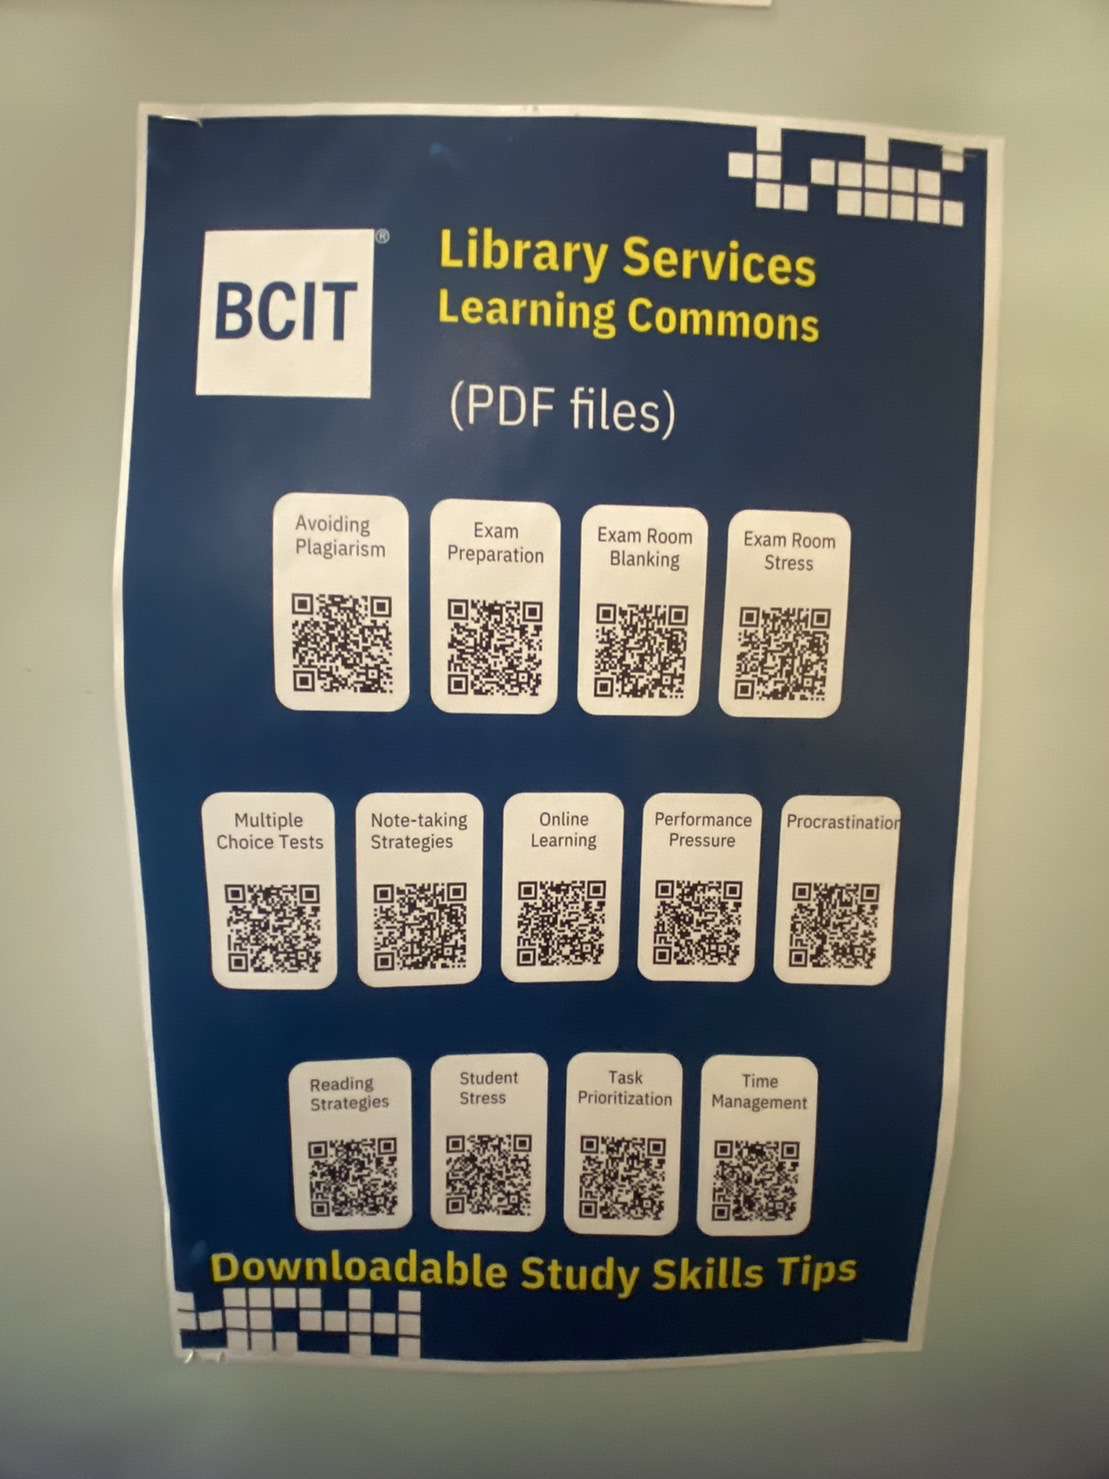 BCIT®
Library Services
Learning Commons
(PDF files)
Avoiding
Plagiarism
Exam
Preparation
Exam Room
Blanking
Exam Room
Stress
Multiple
Choice Tests
Note-taking
Strategies
Online
Learning
Performance
Pressure
Procrastination
Reading
Strategies
Student
Stress
Task
Prioritization
Time
Management
Downloadable Study Skills Tips